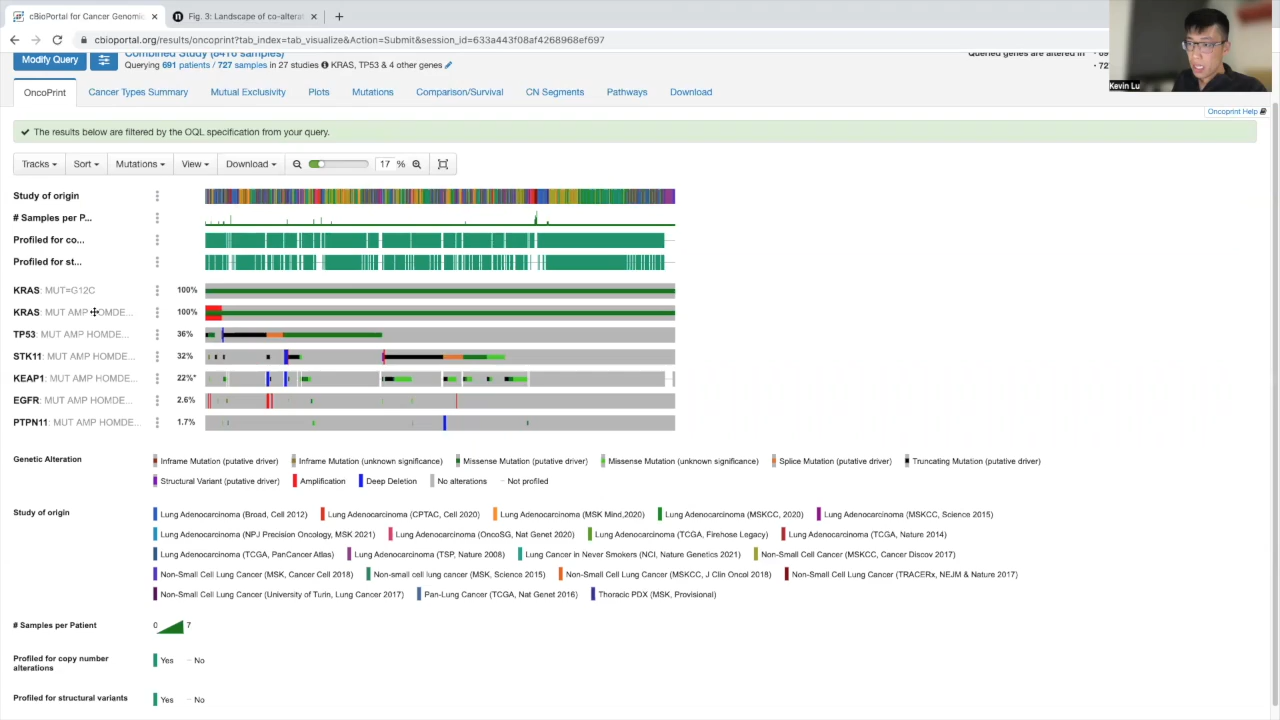 cBioPortal for Cancer Genomic
Fig. 3: Landscape of co-alterat
cbioportal.org/results/oncoprint?tab_index=tab_visualize&Action=Submit&session_id=633a443f08af4268968ef697
Modify Query
Combined Study (8416 samples)
Querying 691 patients / 727 samples in 27 studies KRAS, TP53 & 4 other genes
Queried genes are altered in
Kevin Lu
OncoPrint
Cancer Types Summary
Mutual Exclusivity
Plots
Mutations
Comparison/Survival
CN Segments
Pathways
Download
Oncoprint Help
The results below are filtered by the OQL specification from your query.
Tracks
Sort
Mutations
View
Download
17 %
Study of origin
# Samples per P...
Profiled for co...
Profiled for st...
KRAS: MUT=G12C 100%
KRAS: MUT AMP HOMDE... 100%
TP53: MUT AMP HOMDE... 36%
STK11: MUT AMP HOMDE... 32%
KEAP1: MUT AMP HOMDE... 22%*
EGFR: MUT AMP HOMDE... 2.6%
PTPN11: MUT AMP HOMDE... 1.7%
Genetic Alteration
Inframe Mutation (putative driver) Inframe Mutation (unknown significance) Missense Mutation (putative driver) Missense Mutation (unknown significance) Splice Mutation (putative driver) Truncating Mutation (putative driver)
Structural Variant (putative driver) Amplification Deep Deletion No alterations Not profiled
Study of origin
Lung Adenocarcinoma (Broad, Cell 2012) Lung Adenocarcinoma (CPTAC, Cell 2020) Lung Adenocarcinoma (MSK Mind,2020) Lung Adenocarcinoma (MSKCC, 2020) Lung Adenocarcinoma (MSKCC, Science 2015)
Lung Adenocarcinoma (NPJ Precision Oncology, MSK 2021) Lung Adenocarcinoma (OncoSG, Nat Genet 2020) Lung Adenocarcinoma (TCGA, Firehose Legacy) Lung Adenocarcinoma (TCGA, Nature 2014)
Lung Adenocarcinoma (TCGA, PanCancer Atlas) Lung Adenocarcinoma (TSP, Nature 2008) Lung Cancer in Never Smokers (NCI, Nature Genetics 2021) Non-Small Cell Cancer (MSKCC, Cancer Discov 2017)
Non-Small Cell Lung Cancer (MSK, Cancer Cell 2018) Non-small cell lung cancer (MSK, Science 2015) Non-Small Cell Lung Cancer (MSKCC, J Clin Oncol 2018) Non-Small Cell Lung Cancer (TRACERx, NEJM & Nature 2017)
Non-Small Cell Lung Cancer (University of Turin, Lung Cancer 2017) Pan-Lung Cancer (TCGA, Nat Genet 2016) Thoracic PDX (MSK, Provisional)
# Samples per Patient
0 7
Profiled for copy number
alterations
Yes No
Profiled for structural variants
Yes No